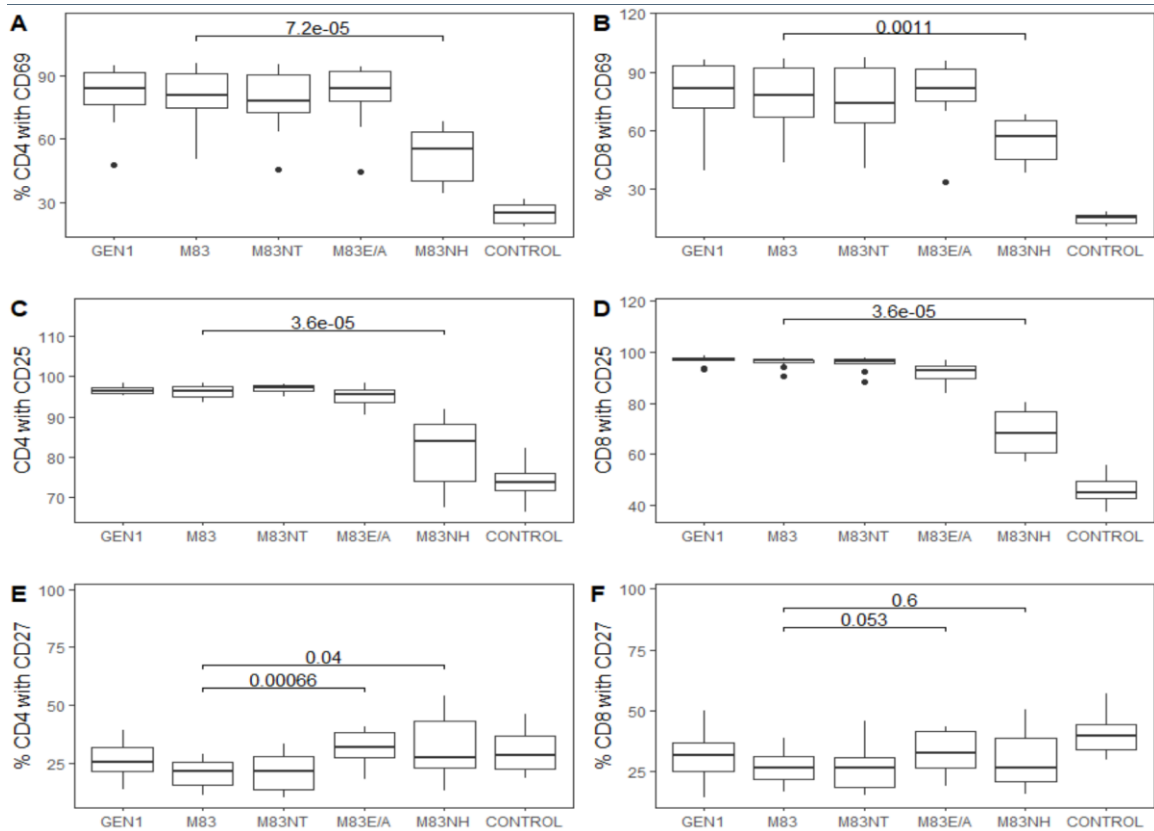 A
% CD4 with CD69
90
60
30
7.2e-05
GEN1 M83 M83NT M83E/A M83NH CONTROL
B
% CD8 with CD69
120
90
60
30
0.0011
GEN1 M83 M83NT M83E/A M83NH CONTROL
C
CD4 with CD25
110
100
90
80
70
3.6e-05
GEN1 M83 M83NT M83E/A M83NH CONTROL
D
CD8 with CD25
120
100
80
60
40
3.6e-05
GEN1 M83 M83NT M83E/A M83NH CONTROL
E
% CD4 with CD27
100
75
50
25
0.04
0.00066
GEN1 M83 M83NT M83E/A M83NH CONTROL
F
% CD8 with CD27
100
75
50
25
0.6
0.053
GEN1 M83 M83NT M83E/A M83NH CONTROL